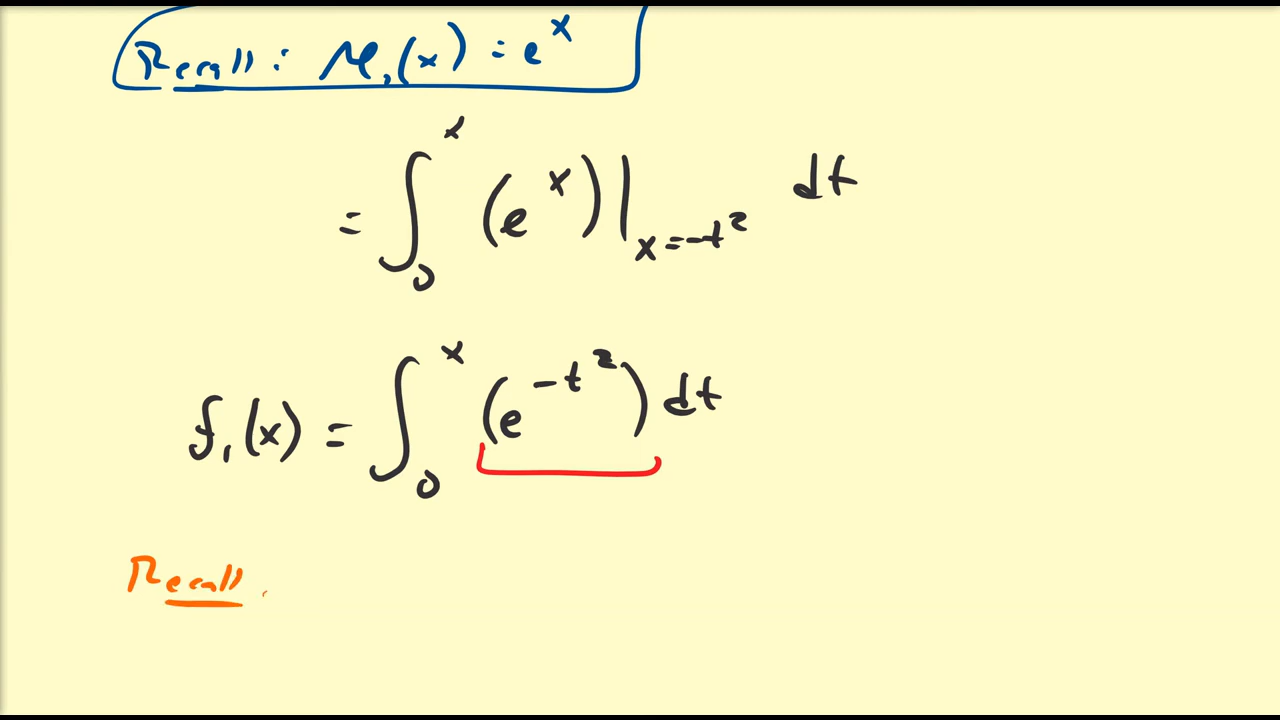 Recall: M₁(x) = eˣ
= ∫₀ˣ (eˣ)|ₓ₌₋ₜ² dt
f₁(x) = ∫₀ˣ (e^{-t²}) dt
Recall .